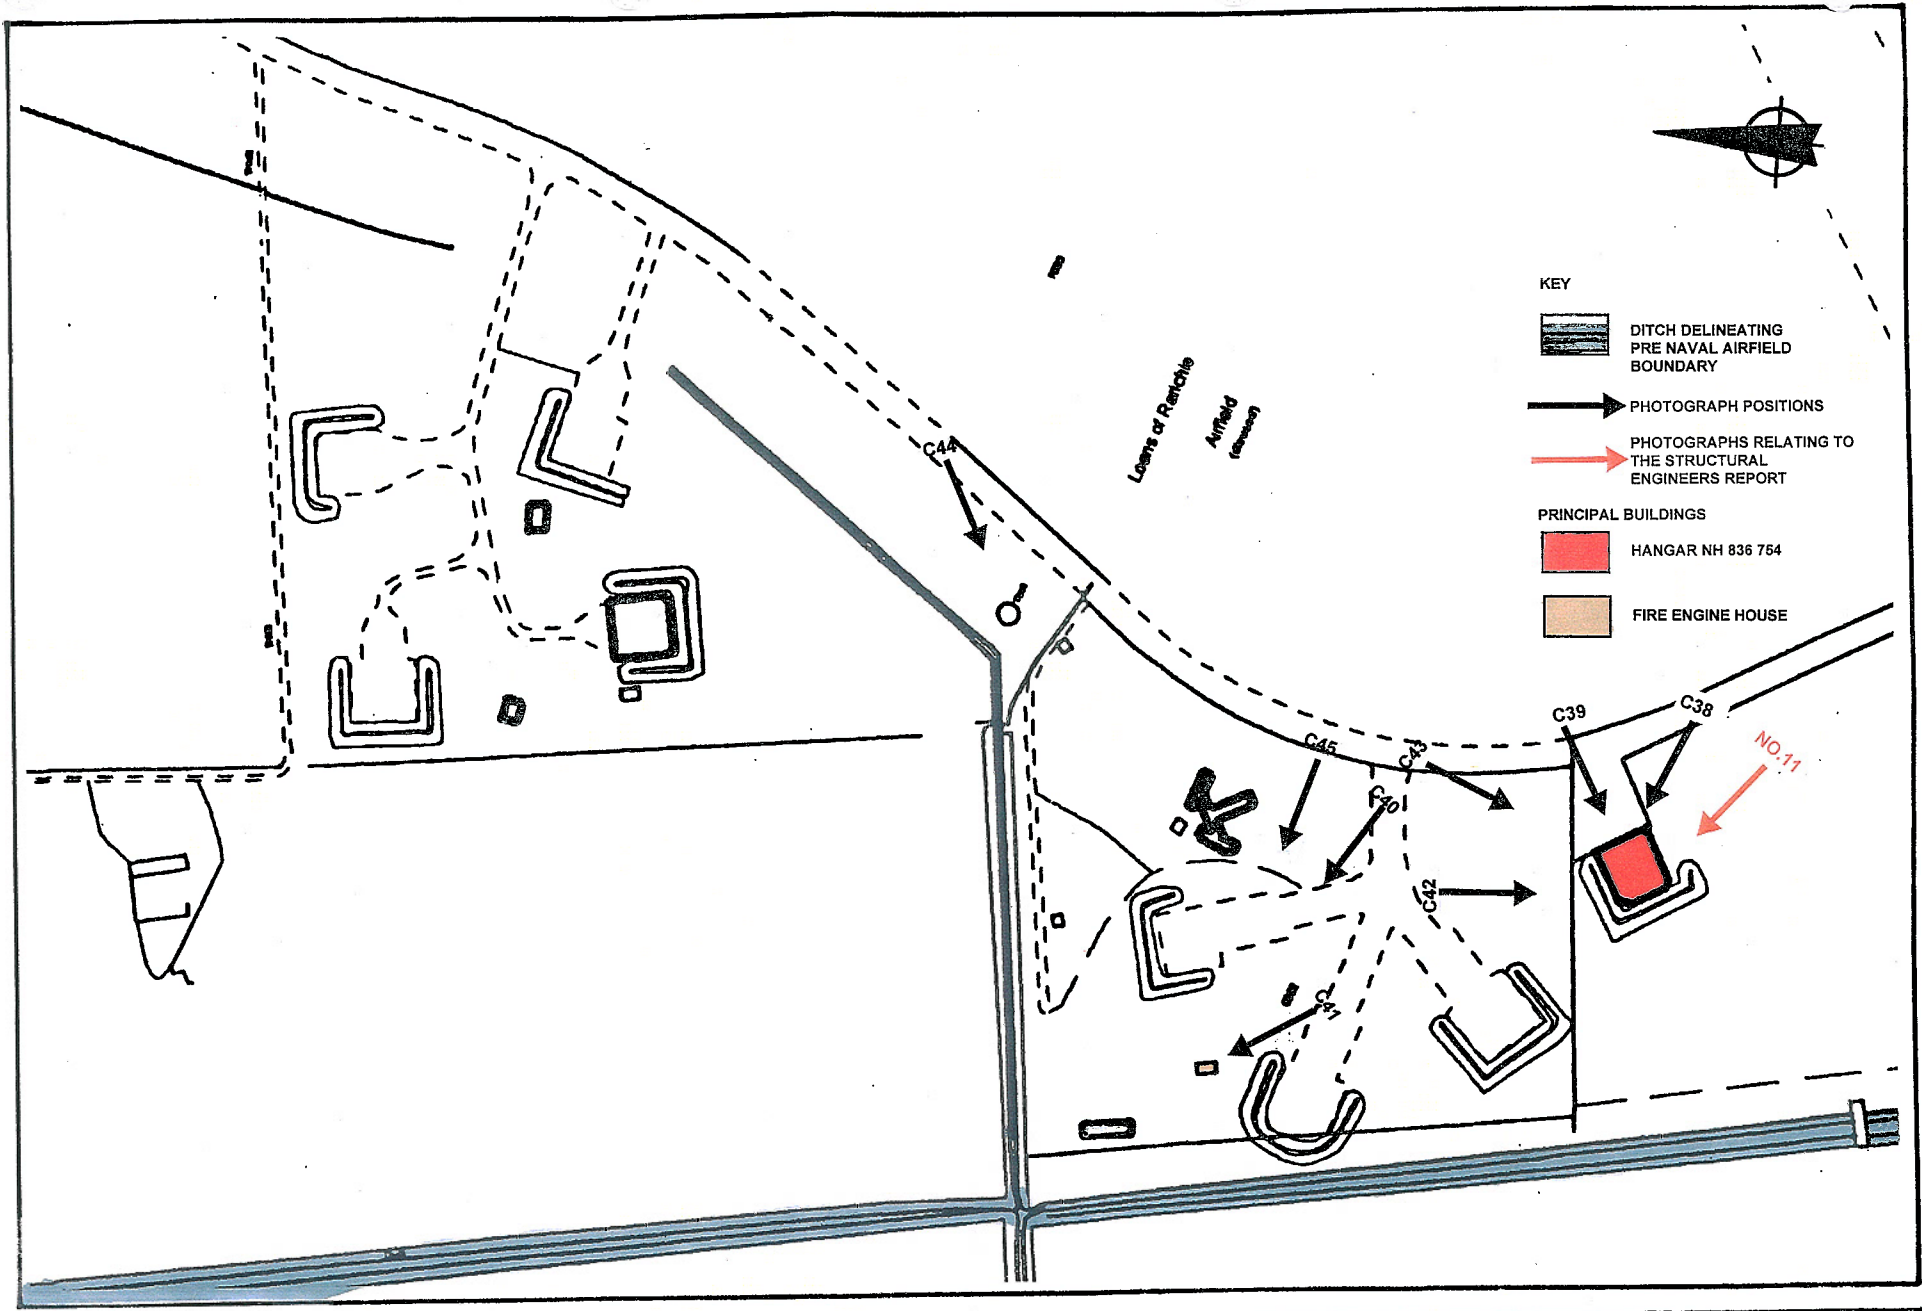 KEY
DITCH DELINEATING
PRE NAVAL AIRFIELD
BOUNDARY
PHOTOGRAPH POSITIONS
PHOTOGRAPHS RELATING TO
THE STRUCTURAL
ENGINEERS REPORT
PRINCIPAL BUILDINGS
HANGAR NH 836 754
FIRE ENGINE HOUSE
Loans of Rarichie
Airfield
(disused)
C44
C45
C43
C39
C38
NO.11
C40
C42
C41